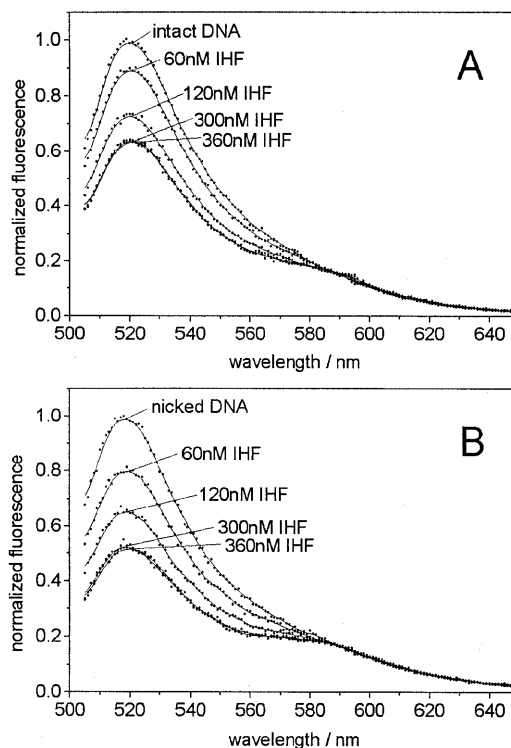 A
intact DNA
60nM IHF
120nM IHF
300nM IHF
360nM IHF
normalized fluorescence
1.0
0.8
0.6
0.4
0.2
0.0
500 520 540 560 580 600 620 640
wavelength / nm
B
nicked DNA
60nM IHF
120nM IHF
300nM IHF
360nM IHF
normalized fluorescence
1.0
0.8
0.6
0.4
0.2
0.0
500 520 540 560 580 600 620 640
wavelength / nm